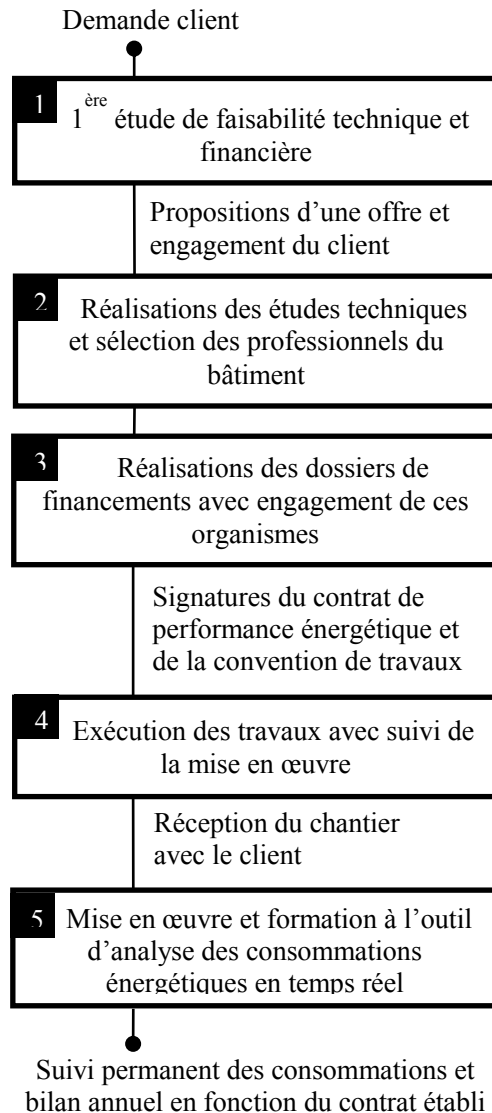 Demande client
1 1ère étude de faisabilité technique et
financière
Propositions d’une offre et
engagement du client
2 Réalisations des études techniques
et sélection des professionnels du
bâtiment
3 Réalisations des dossiers de
financements avec engagement de ces
organismes
Signatures du contrat de
performance énergétique et
de la convention de travaux
4 Exécution des travaux avec suivi de
la mise en œuvre
Réception du chantier
avec le client
5 Mise en œuvre et formation à l’outil
d’analyse des consommations
énergétiques en temps réel
Suivi permanent des consommations et
bilan annuel en fonction du contrat établi